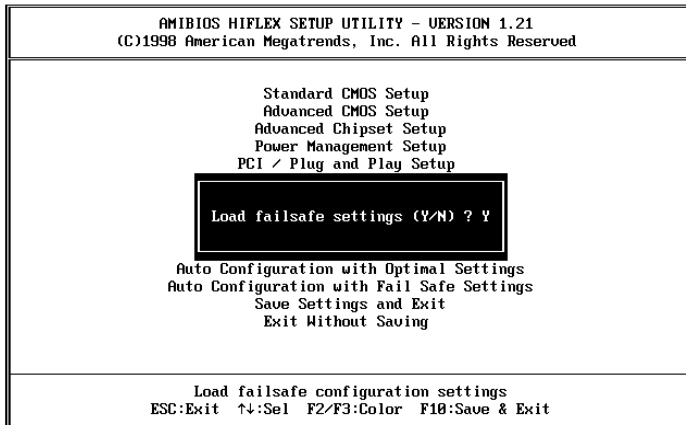 AMIBIOS HIFLEX SETUP UTILITY - VERSION 1.21
(C)1998 American Megatrends, Inc. All Rights Reserved
Standard CMOS Setup
Advanced CMOS Setup
Advanced Chipset Setup
Power Management Setup
PCI / Plug and Play Setup
Load failsafe settings (Y/N) ? Y
Auto Configuration with Optimal Settings
Auto Configuration with Fail Safe Settings
Save Settings and Exit
Exit Without Saving
Load failsafe configuration settings
ESC:Exit ↑↓:Sel F2/F3:Color F10:Save & Exit